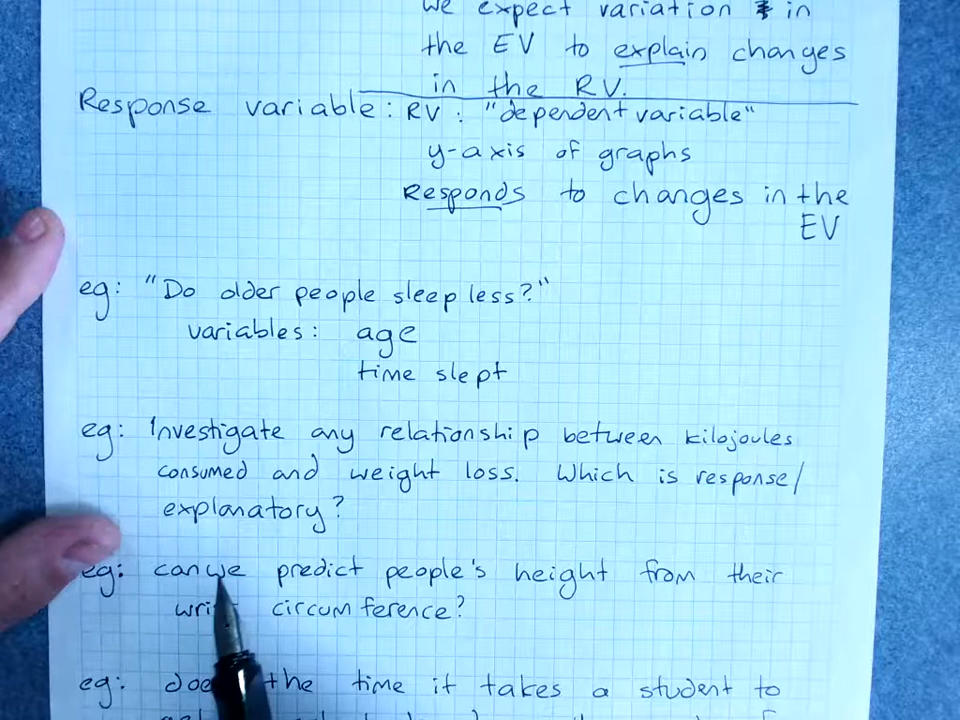 we expect variation in
the EV to explain changes
in the RV.
Response variable: RV: "dependent variable"
y-axis of graphs
Responds to changes in the
EV
eg: "Do older people sleep less?"
variables: age
time slept
eg: Investigate any relationship between kilojoules
consumed and weight loss. Which is response/
explanatory?
eg: can we predict people's height from their
circumference?
eg: the time it takes a student to